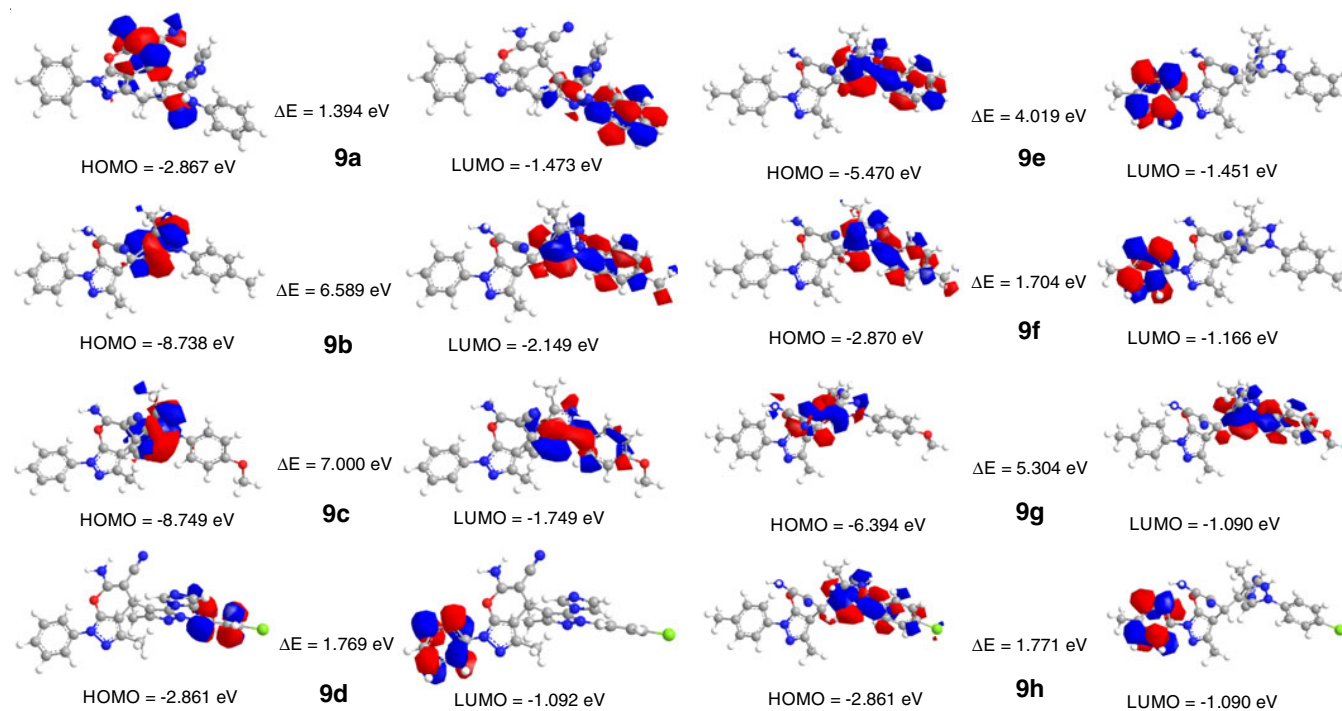 ΔE = 1.394 eV
HOMO = -2.867 eV
9a
LUMO = -1.473 eV
ΔE = 4.019 eV
HOMO = -5.470 eV
9e
LUMO = -1.451 eV
ΔE = 6.589 eV
HOMO = -8.738 eV
9b
LUMO = -2.149 eV
ΔE = 1.704 eV
HOMO = -2.870 eV
9f
LUMO = -1.166 eV
ΔE = 7.000 eV
HOMO = -8.749 eV
9c
LUMO = -1.749 eV
ΔE = 5.304 eV
HOMO = -6.394 eV
9g
LUMO = -1.090 eV
ΔE = 1.769 eV
HOMO = -2.861 eV
9d
LUMO = -1.092 eV
ΔE = 1.771 eV
HOMO = -2.861 eV
9h
LUMO = -1.090 eV